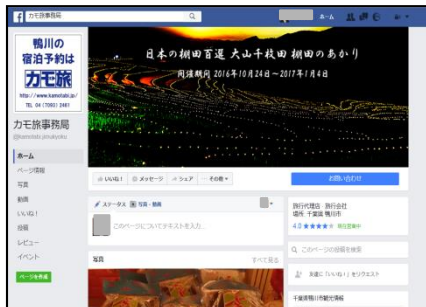 カモ旅事務局
ホーム
鴨川の
宿泊予約は
カモ旅
http://www.kamotabi.jp/
TEL 04 (7093) 2461
日本の棚田百選 大山千枚田 棚田のあかり
開催期間 2016年10月24日～2017年1月4日
カモ旅事務局
@kamotabi.jimukyoku
ホーム
ページ情報
写真
動画
いいね！
投稿
レビュー
イベント
ページを作成
いいね！ メッセージ シェア その他
お問い合わせ
ステータス 写真・動画
このページについてテキストを入力...
写真
すべて見る
旅行代理店・旅行会社
場所: 千葉県 鴨川市
4.8 ★★★★★ 現在営業中
このページの投稿を検索
友達に「いいね！」をリクエスト
千葉県鴨川市観光情報